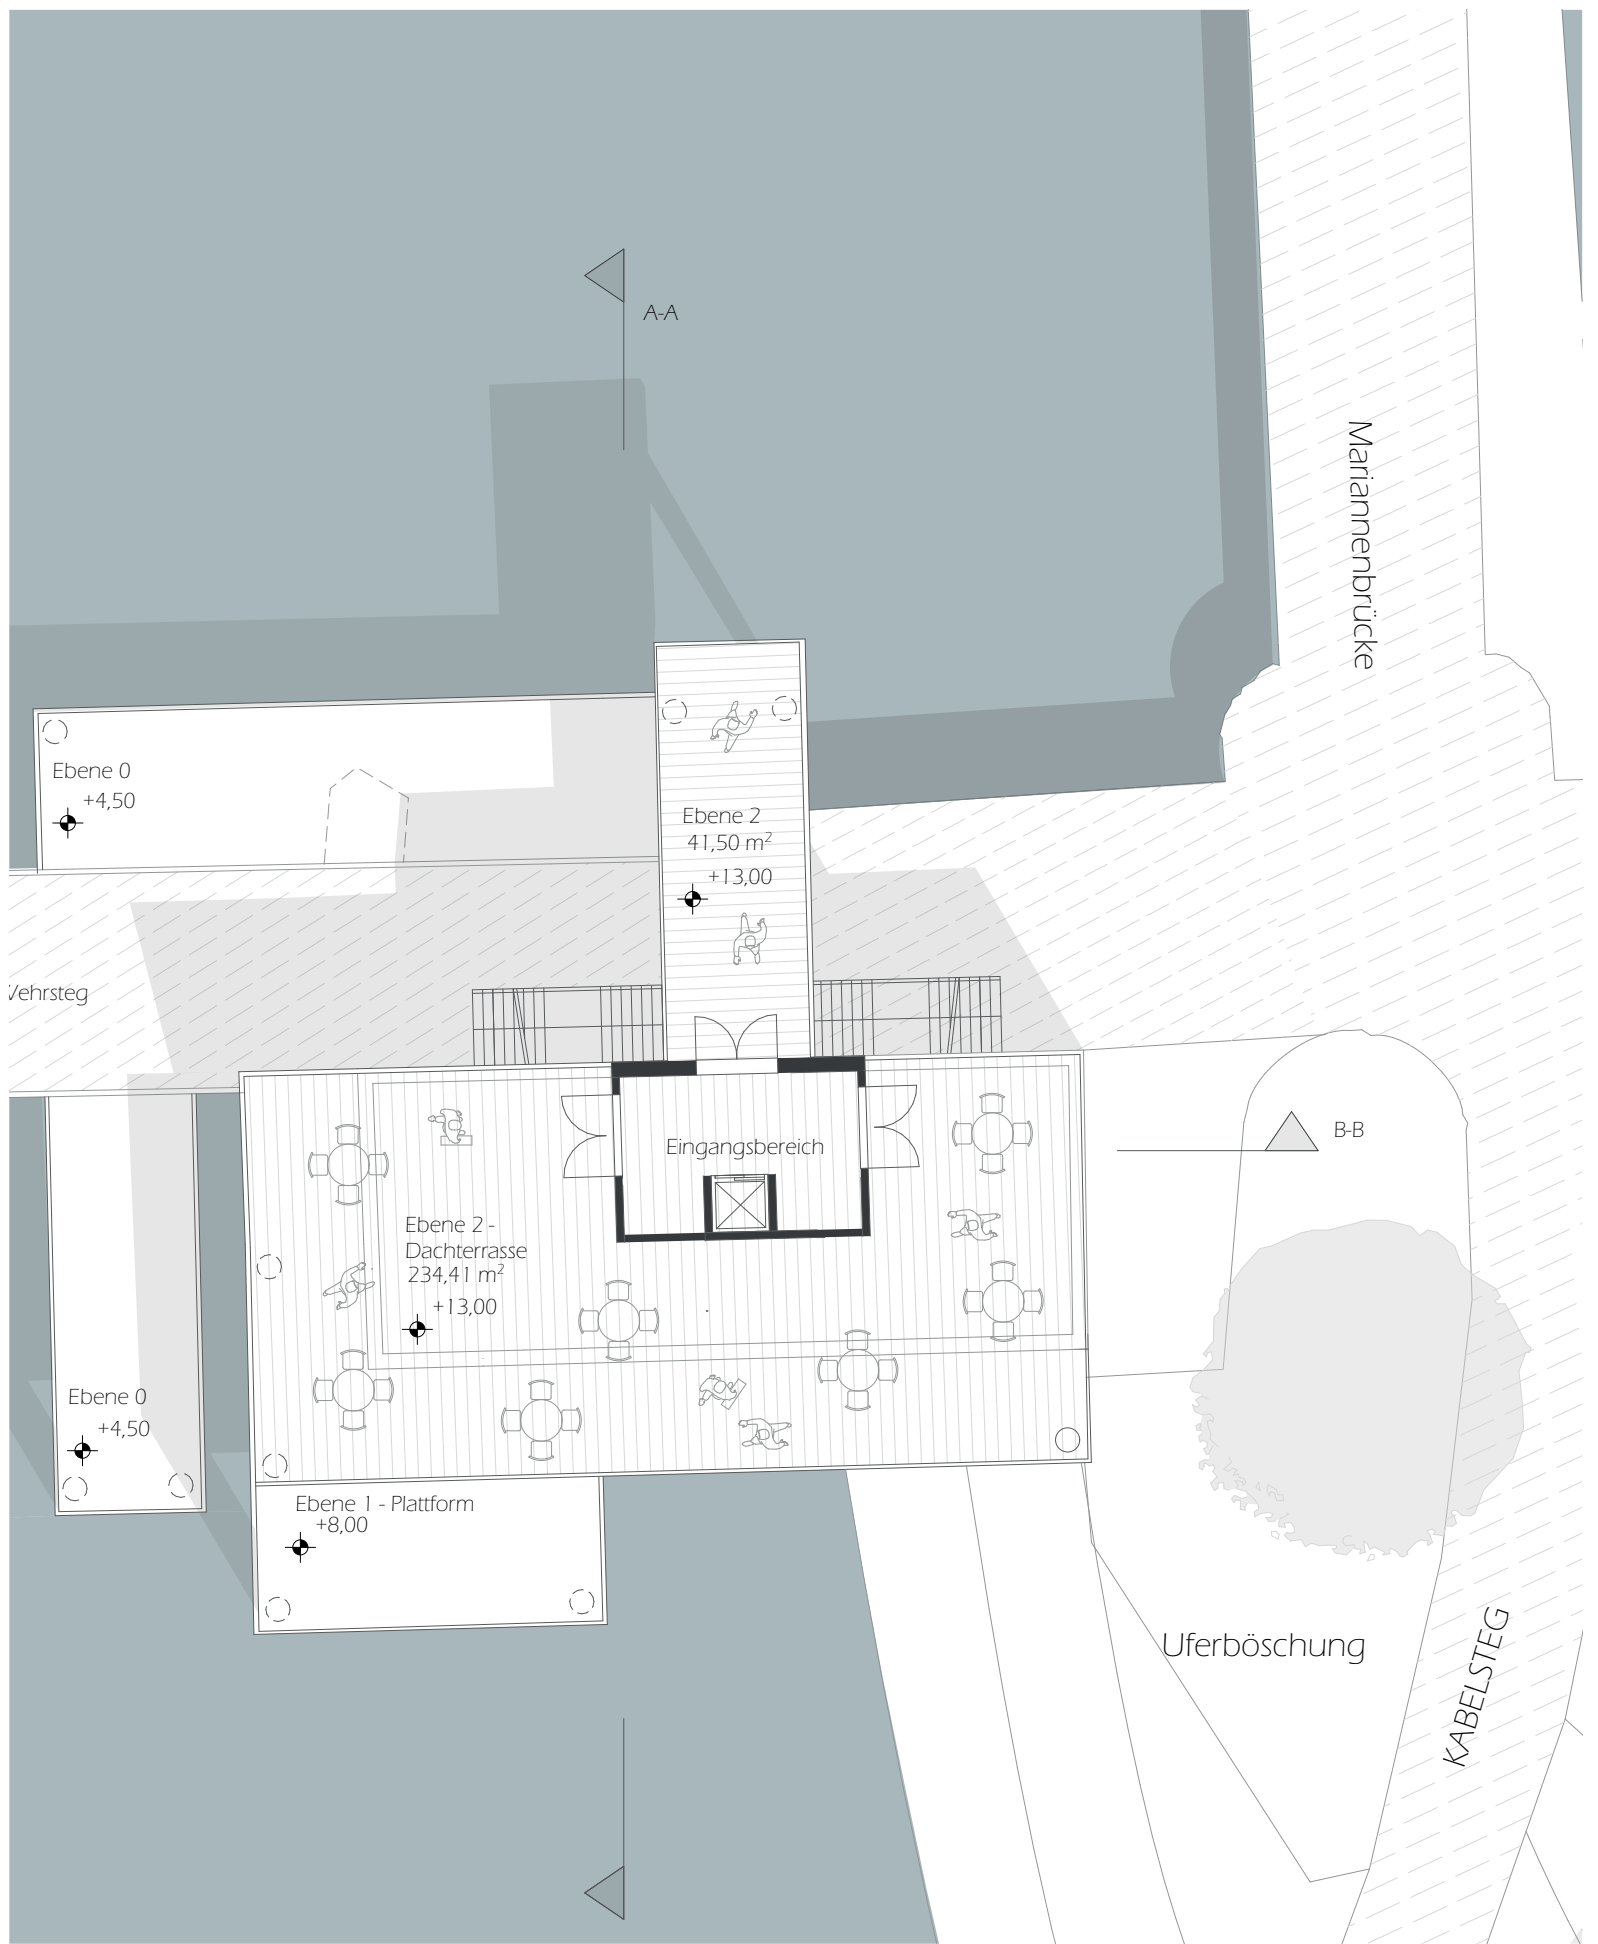 A-A
Mariannenbrücke
Ebene 0
+4,50
Ebene 2
41,50 m²
+13,00
Vehrsteg
B-B
Eingangsbereich
Ebene 2 -
Dachterrasse
234,41 m²
+13,00
Ebene 0
+4,50
Ebene 1 - Plattform
+8,00
Uferböschung
KABELSTEG